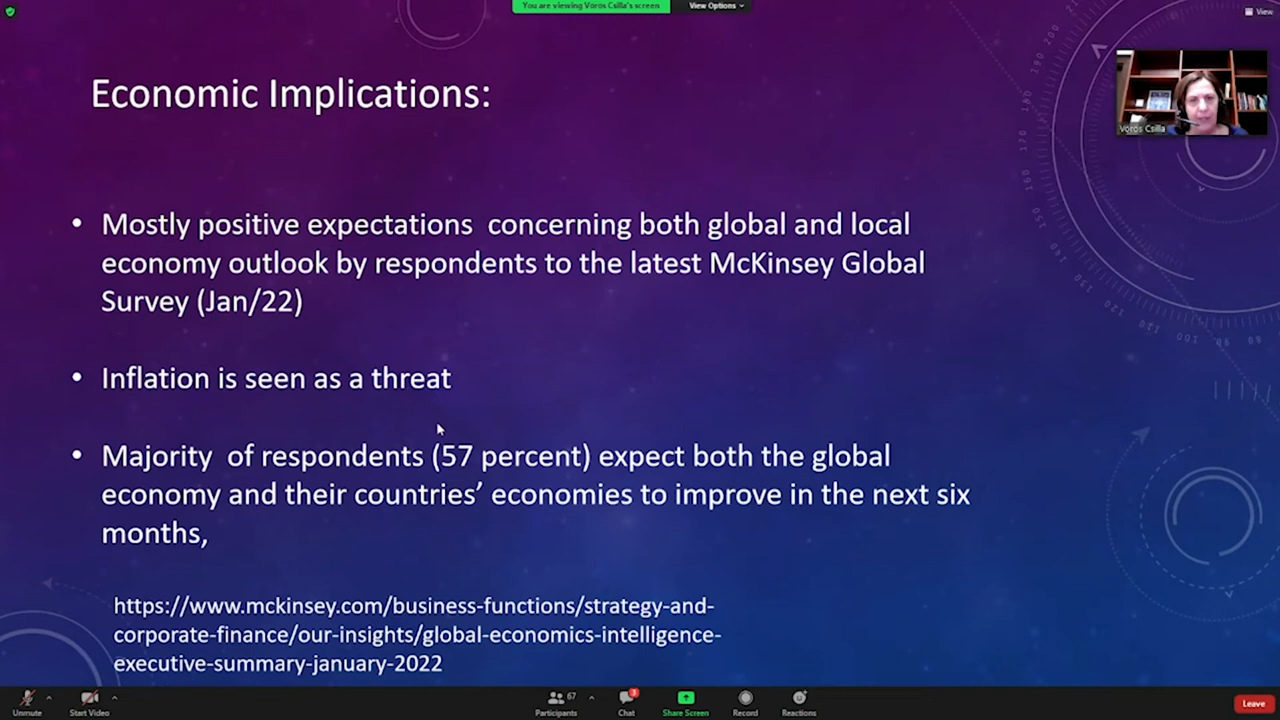 You are viewing Voros Csilla's screen
View Options
View
Economic Implications:
Voros Csilla
• Mostly positive expectations concerning both global and local
economy outlook by respondents to the latest McKinsey Global
Survey (Jan/22)
• Inflation is seen as a threat
• Majority of respondents (57 percent) expect both the global
economy and their countries’ economies to improve in the next six
months,
https://www.mckinsey.com/business-functions/strategy-and-
corporate-finance/our-insights/global-economics-intelligence-
executive-summary-january-2022
Unmute
Start Video
67
Participants
3
Chat
Share Screen
Record
Reactions
Leave